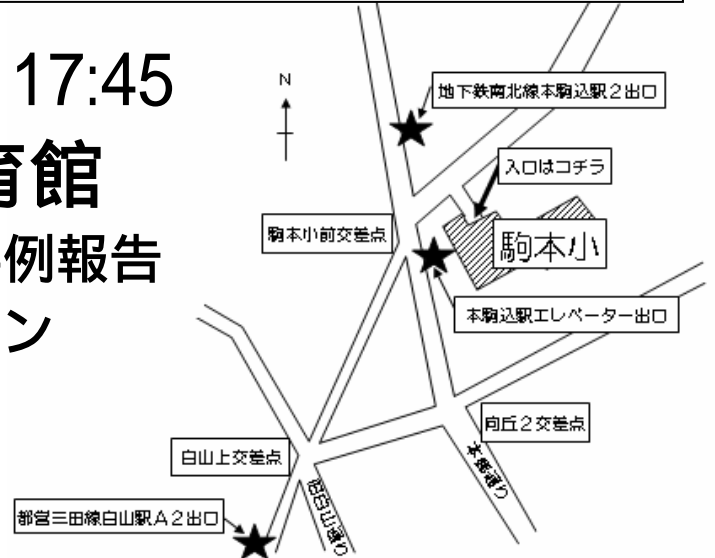 17:45
育館
例報告
ン
N
地下鉄南北線本駒込駅2出口
入口はコチラ
駒本小前交差点
駒本小
本駒込駅エレベーター出口
向丘2交差点
白山上交差点
本郷通り
旧白山通り
都営三田線白山駅A2出口